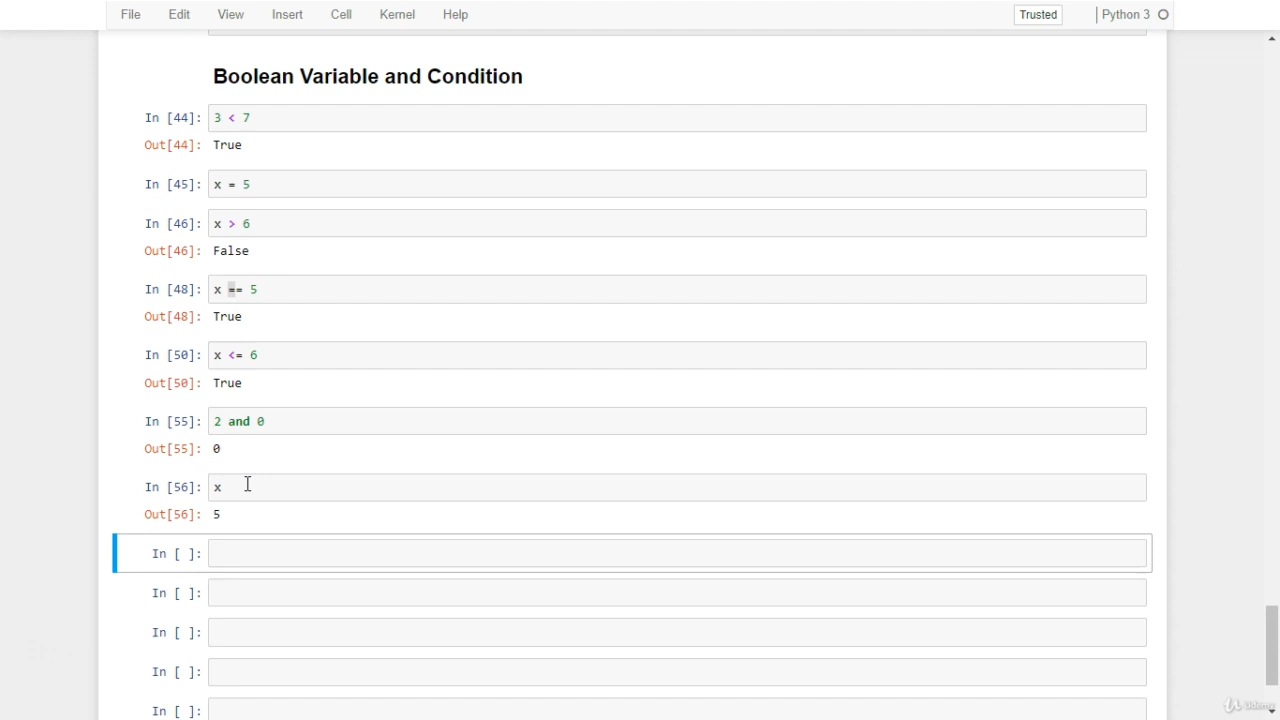 File Edit View Insert Cell Kernel Help Trusted Python 3
Boolean Variable and Condition
In [44]: 3 < 7
Out[44]: True
In [45]: x = 5
In [46]: x > 6
Out[46]: False
In [48]: x == 5
Out[48]: True
In [50]: x <= 6
Out[50]: True
In [55]: 2 and 0
Out[55]: 0
In [56]: x
Out[56]: 5
In [ ]:
In [ ]:
In [ ]:
In [ ]:
In [ ]:
Udemy